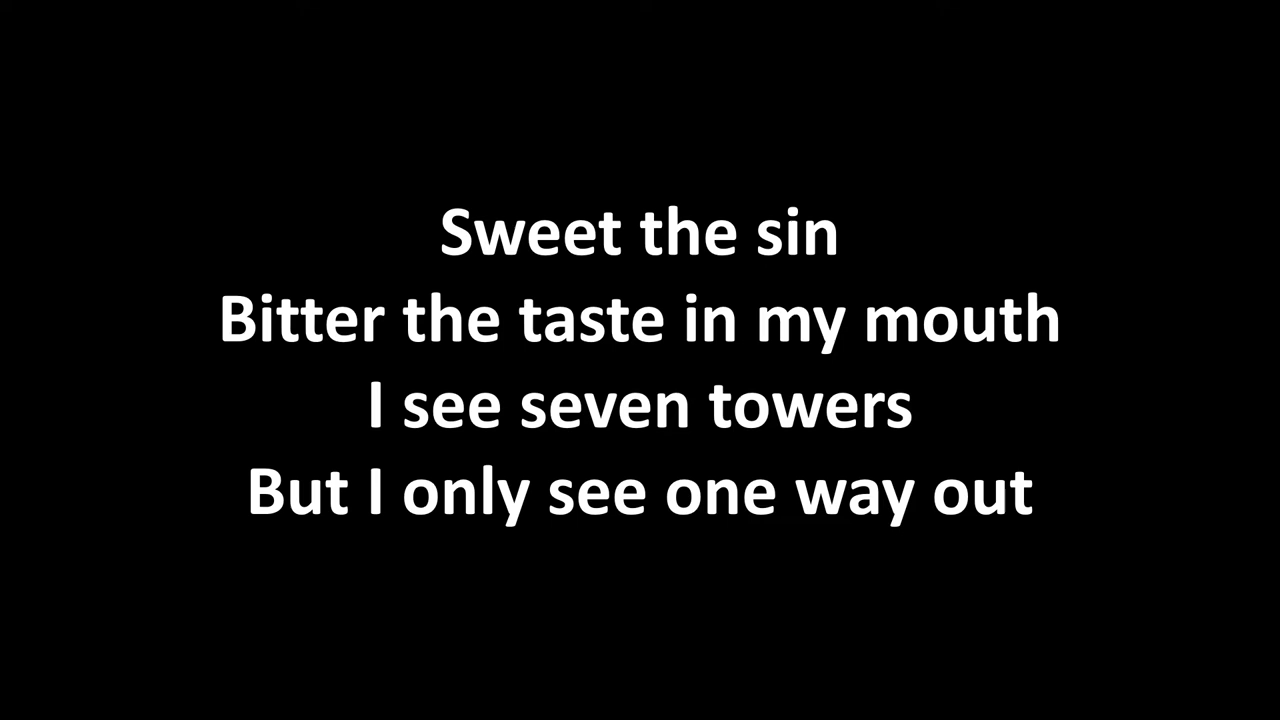 Sweet the sin
Bitter the taste in my mouth
I see seven towers
But I only see one way out